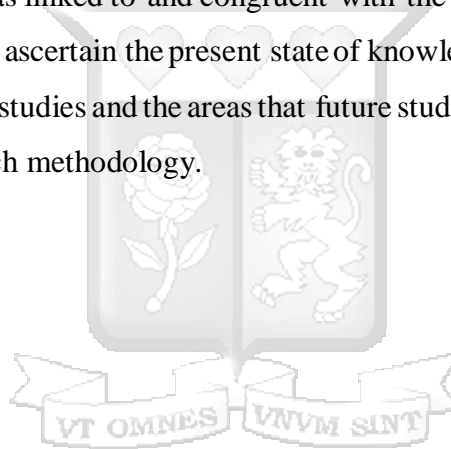 s linked to and congruent with the
ascertain the present state of knowle
studies and the areas that future stud
ch methodology.
VT OMNES VNVM SINT